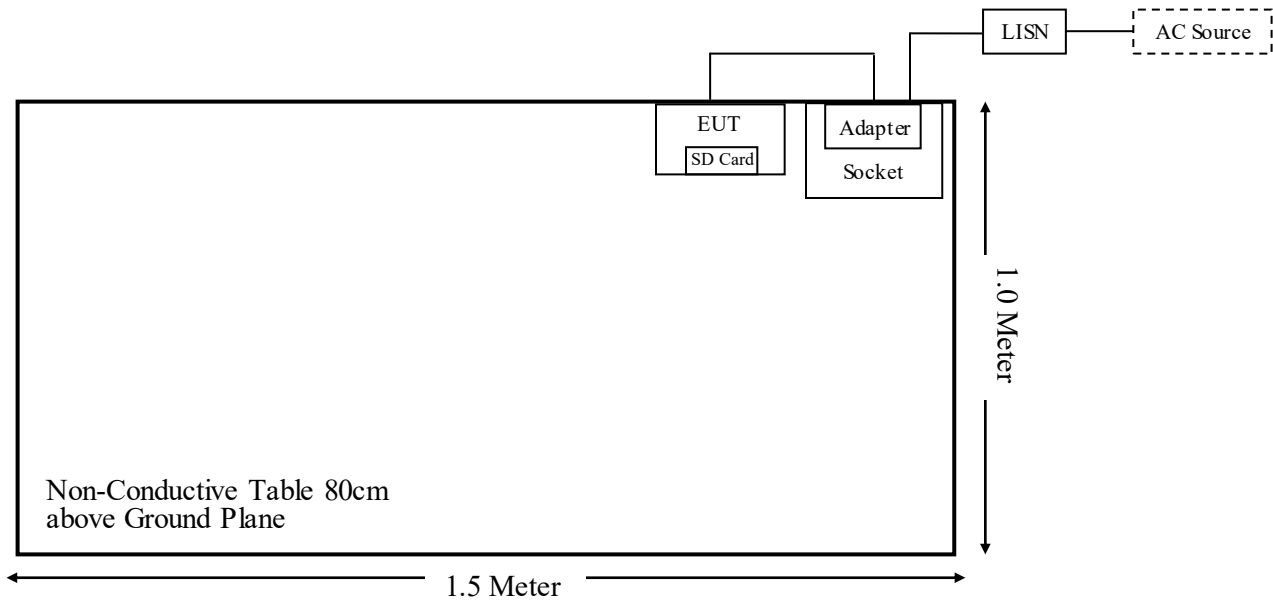 LISN
AC Source
EUT
Adapter
SD Card
Socket
1.0 Meter
Non-Conductive Table 80cm
above Ground Plane
1.5 Meter